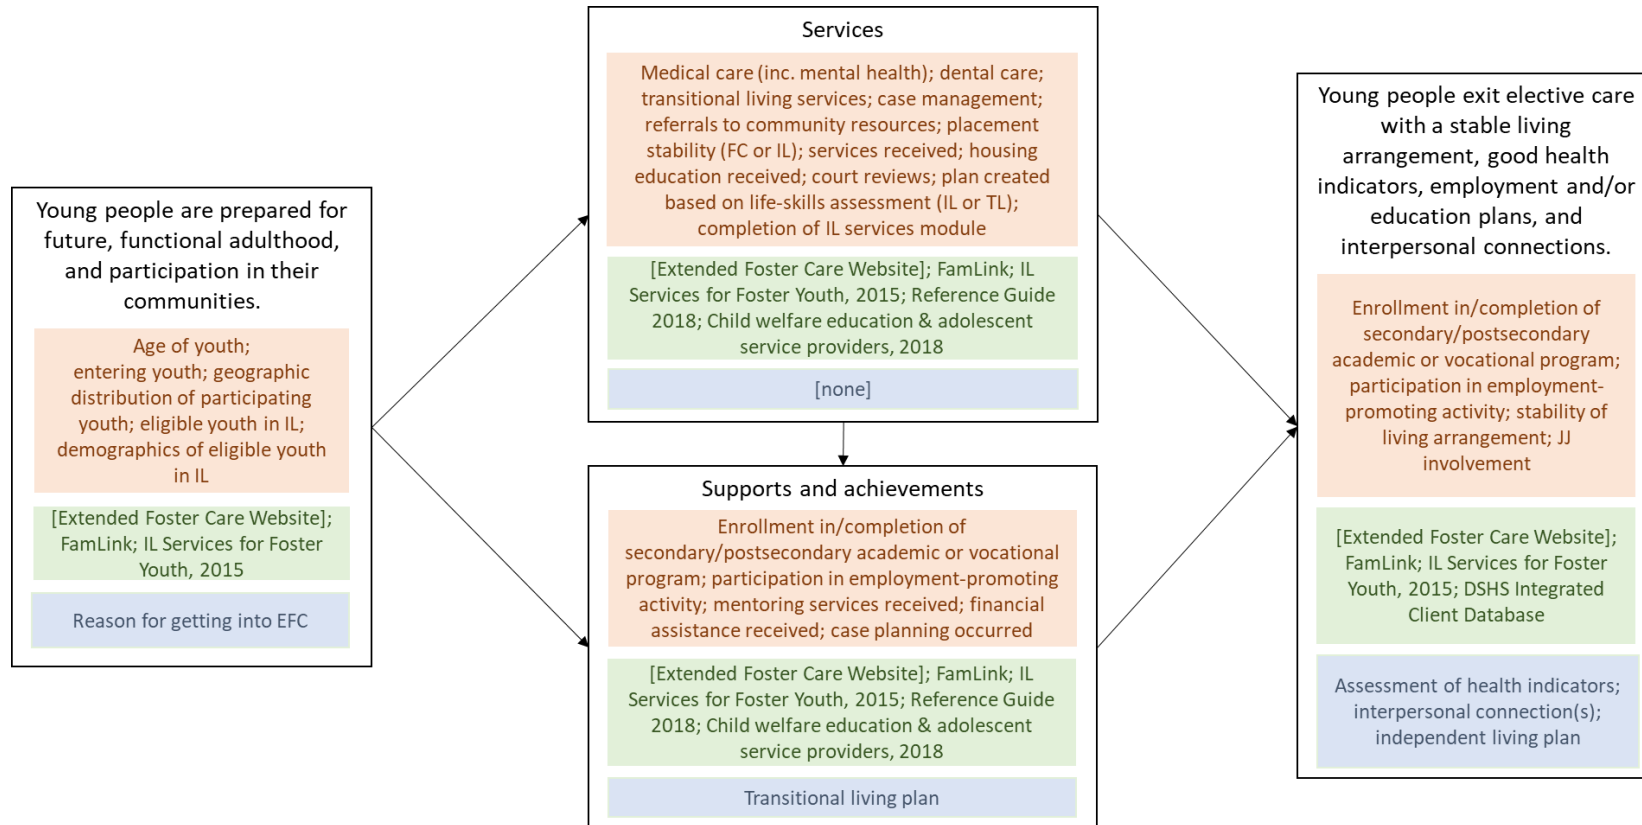 Young people are prepared for
future, functional adulthood,
and participation in their
communities.
Age of youth;
entering youth; geographic
distribution of participating
youth; eligible youth in IL;
demographics of eligible youth
in IL
[Extended Foster Care Website];
FamLink; IL Services for Foster
Youth, 2015
Reason for getting into EFC
Services
Medical care (inc. mental health); dental care;
transitional living services; case management;
referrals to community resources; placement
stability (FC or IL); services received; housing
education received; court reviews; plan created
based on life-skills assessment (IL or TL);
completion of IL services module
[Extended Foster Care Website]; FamLink; IL
Services for Foster Youth, 2015; Reference Guide
2018; Child welfare education & adolescent
service providers, 2018
[none]
Supports and achievements
Enrollment in/completion of
secondary/postsecondary academic or vocational
program; participation in employment-promoting
activity; mentoring services received; financial
assistance received; case planning occurred
[Extended Foster Care Website]; FamLink; IL
Services for Foster Youth, 2015; Reference Guide
2018; Child welfare education & adolescent
service providers, 2018
Transitional living plan
Young people exit elective care
with a stable living
arrangement, good health
indicators, employment and/or
education plans, and
interpersonal connections.
Enrollment in/completion of
secondary/postsecondary
academic or vocational program;
participation in employment-
promoting activity; stability of
living arrangement; JJ
involvement
[Extended Foster Care Website];
FamLink; IL Services for Foster
Youth, 2015; DSHS Integrated
Client Database
Assessment of health indicators;
interpersonal connection(s);
independent living plan